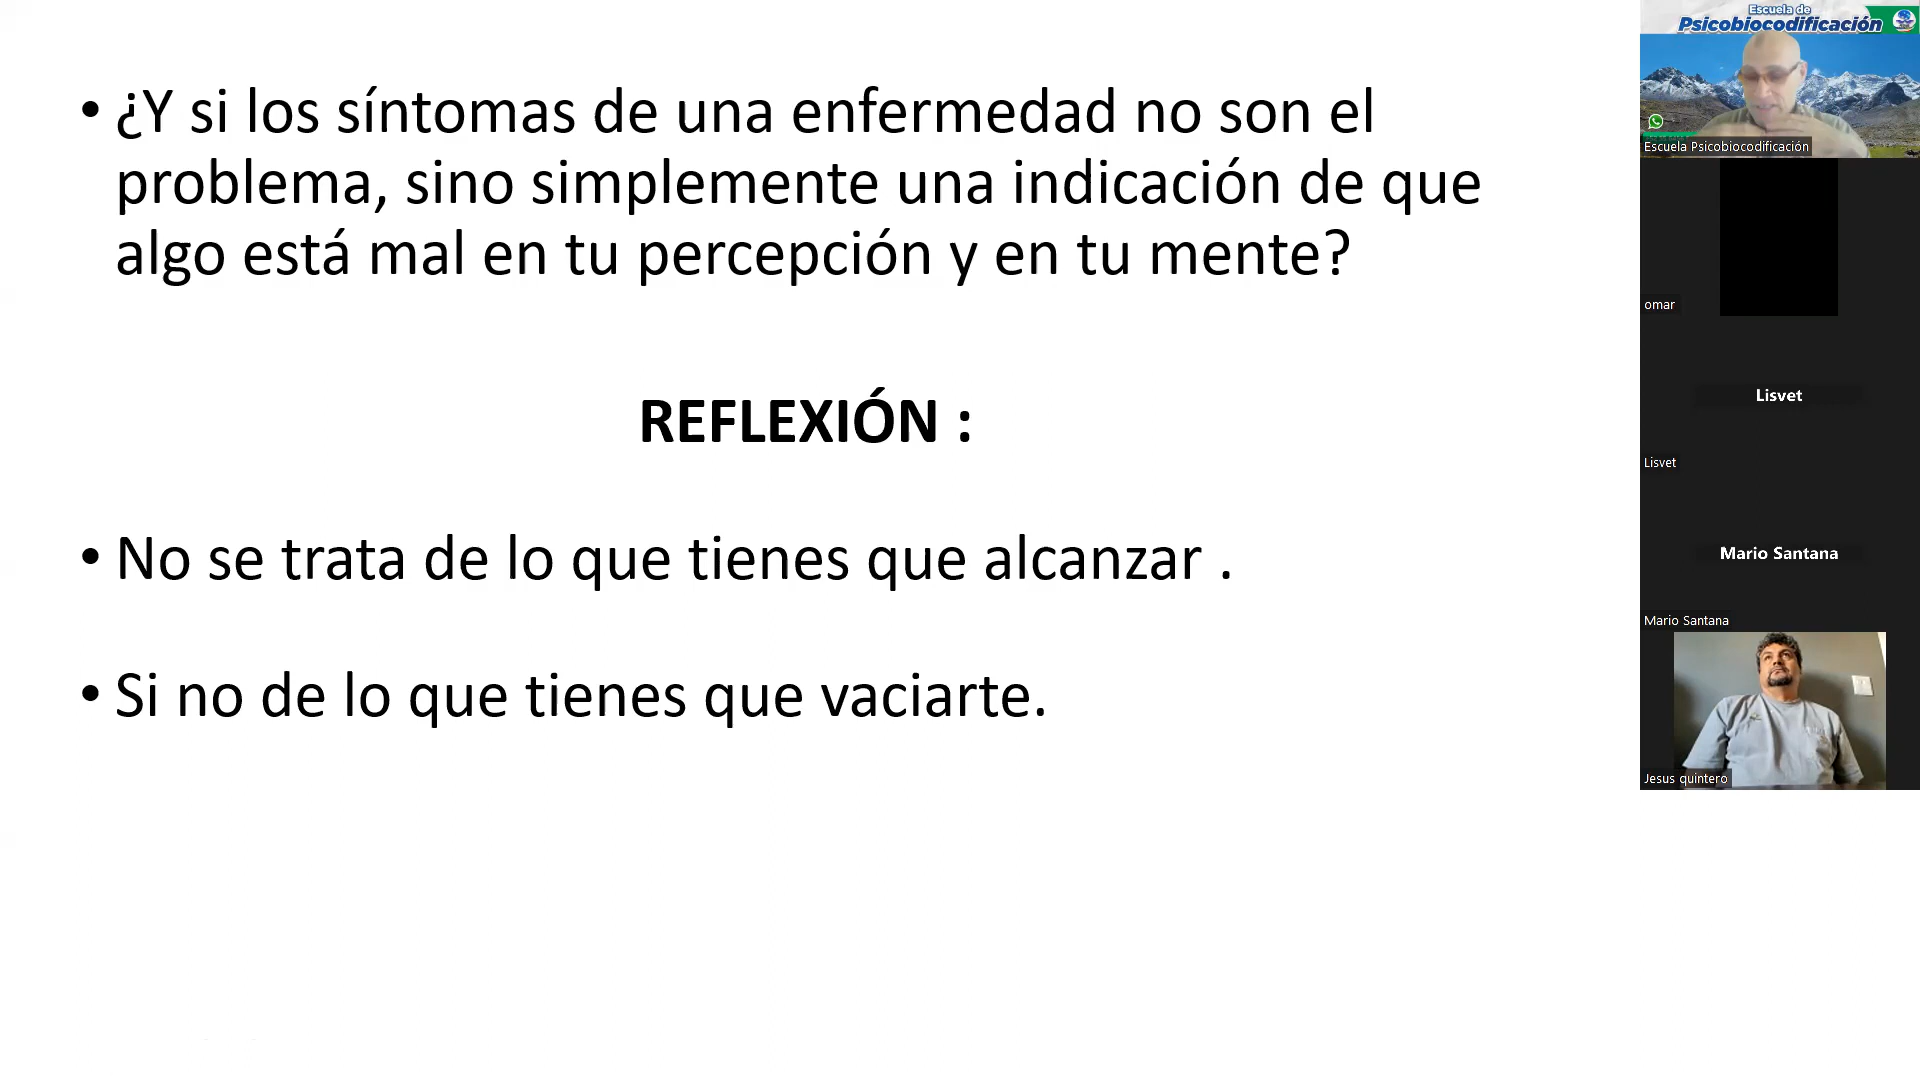 • ¿Y si los síntomas de una enfermedad no son el
problema, sino simplemente una indicación de que
algo está mal en tu percepción y en tu mente?
REFLEXIÓN :
• No se trata de lo que tienes que alcanzar .
• Si no de lo que tienes que vaciarte.
Escuela de
Psicobiocodificación
Escuela Psicobiocodificación
omar
Lisvet
Lisvet
Mario Santana
Mario Santana
Jesus quintero